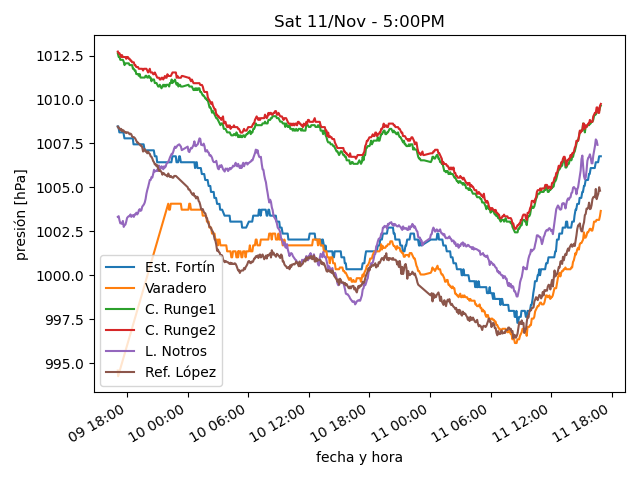 Sat 11/Nov - 5:00PM
presión [hPa]
1012.5
1010.0
1007.5
1005.0
1002.5
1000.0
997.5
995.0
Est. Fortín
Varadero
C. Runge1
C. Runge2
L. Notros
Ref. López
09 18:00
10 00:00
10 06:00
10 12:00
10 18:00
11 00:00
11 06:00
11 12:00
11 18:00
fecha y hora